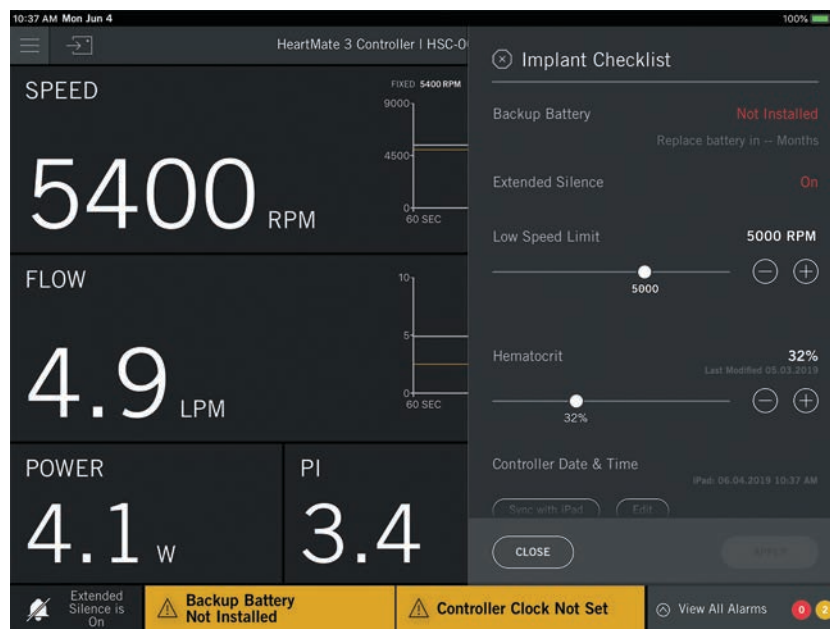 10:37 AM Mon Jun 4
100%
HeartMate 3 Controller | HSC-0
SPEED
5400 RPM
FIXED 5400 RPM
9000
4500
0
60 SEC
FLOW
4.9 LPM
10
5
0
60 SEC
POWER
4.1 W
PI
3.4
Implant Checklist
Backup Battery Not Installed
Replace battery in -- Months
Extended Silence On
Low Speed Limit 5000 RPM
5000
Hematocrit 32%
Last Modified 05.03.2019
32%
Controller Date & Time
iPad: 06.04.2019 10:37 AM
Sync with iPad Edit
CLOSE APPLY
Extended
Silence is
On
Backup Battery
Not Installed
Controller Clock Not Set
View All Alarms 0 2